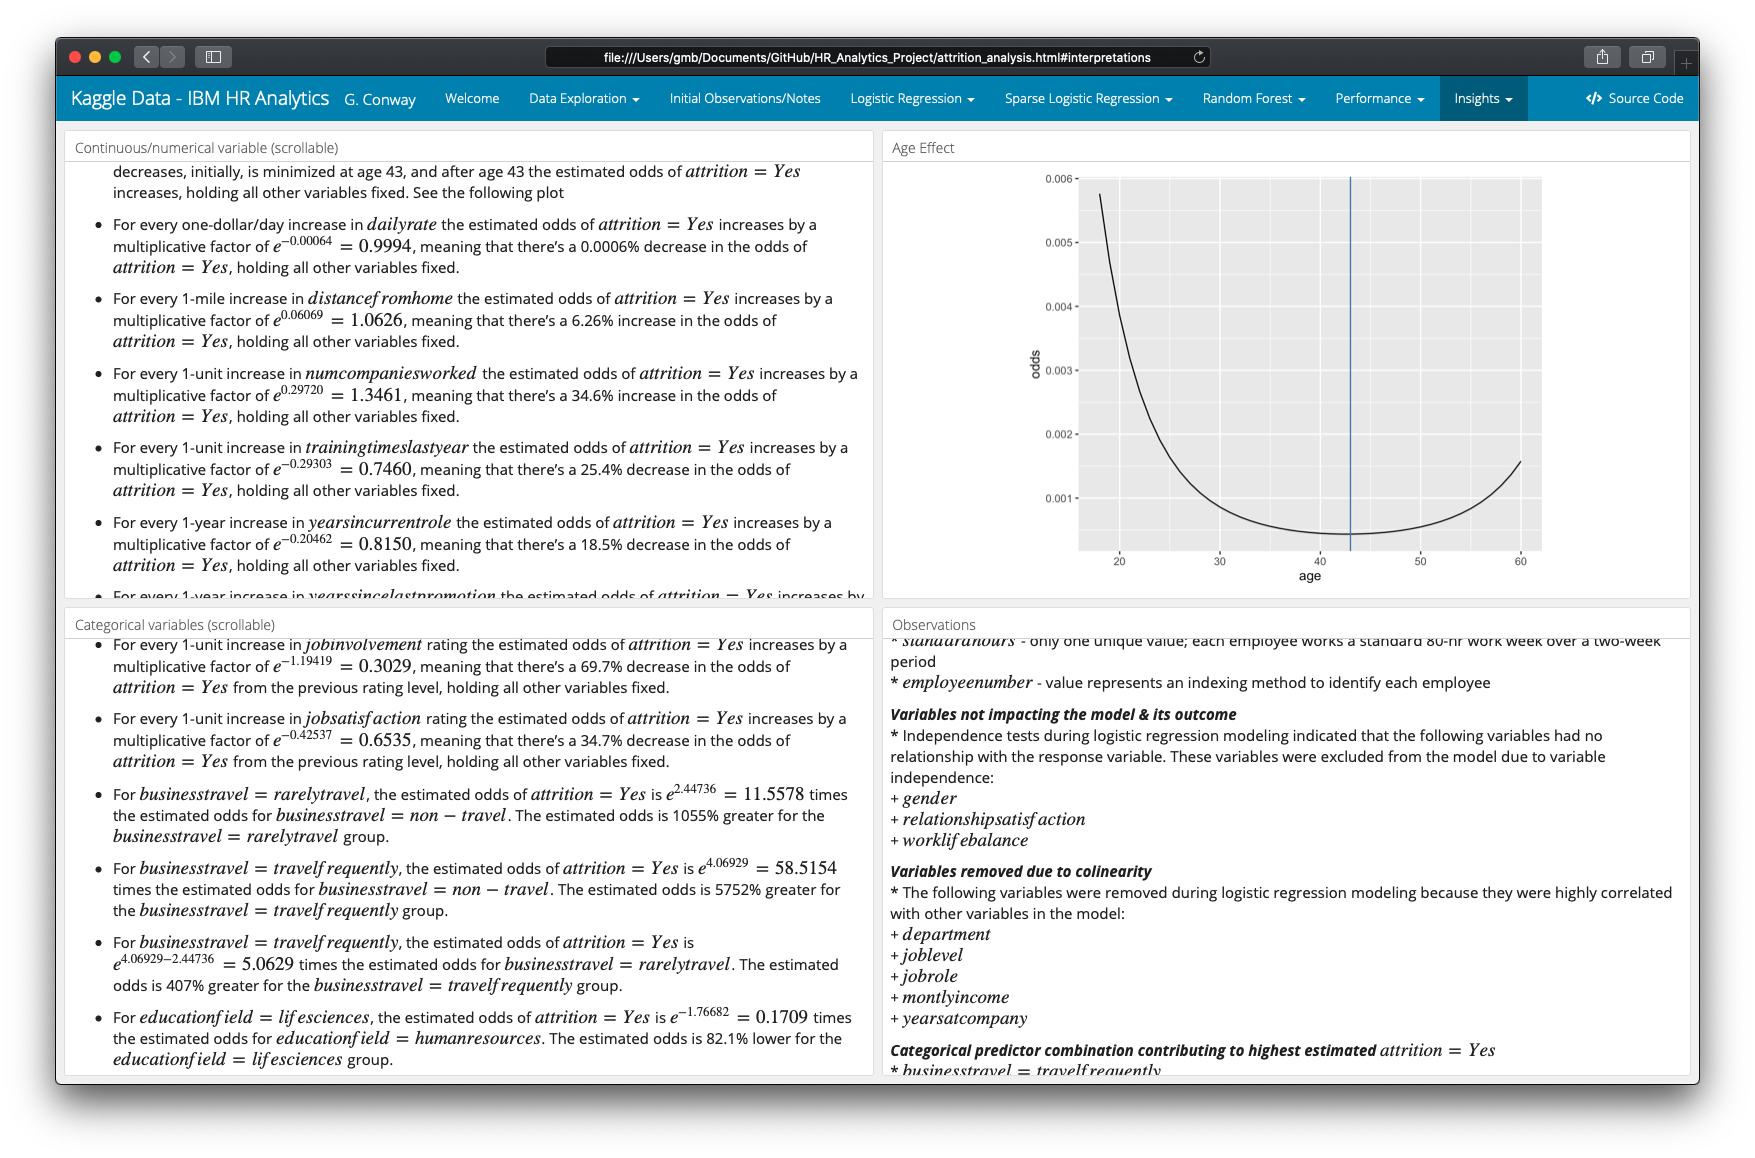 file:///Users/gmb/Documents/GitHub/HR_Analytics_Project/attrition_analysis.html#interpretations
Kaggle Data - IBM HR Analytics G. Conway Welcome Data Exploration Initial Observations/Notes Logistic Regression Sparse Logistic Regression Random Forest Performance Insights </> Source Code
Continuous/numerical variable (scrollable)
decreases, initially, is minimized at age 43, and after age 43 the estimated odds of attrition = Yes
increases, holding all other variables fixed. See the following plot
• For every one-dollar/day increase in dailyrate the estimated odds of attrition = Yes increases by a
multiplicative factor of e^−0.00064 = 0.9994, meaning that there's a 0.0006% decrease in the odds of
attrition = Yes, holding all other variables fixed.
• For every 1-mile increase in distancefromhome the estimated odds of attrition = Yes increases by a
multiplicative factor of e^0.06069 = 1.0626, meaning that there's a 6.26% increase in the odds of
attrition = Yes, holding all other variables fixed.
• For every 1-unit increase in numcompaniesworked the estimated odds of attrition = Yes increases by a
multiplicative factor of e^0.29720 = 1.3461, meaning that there's a 34.6% increase in the odds of
attrition = Yes, holding all other variables fixed.
• For every 1-unit increase in trainingtimeslastyear the estimated odds of attrition = Yes increases by a
multiplicative factor of e^−0.29303 = 0.7460, meaning that there's a 25.4% decrease in the odds of
attrition = Yes, holding all other variables fixed.
• For every 1-year increase in yearsincurrentrole the estimated odds of attrition = Yes increases by a
multiplicative factor of e^−0.20462 = 0.8150, meaning that there's a 18.5% decrease in the odds of
attrition = Yes, holding all other variables fixed.
• For every 1-year increase in yearssincelastpromotion the estimated odds of attrition = Yes increases by
Age Effect
0.006
0.005
0.004
0.003
0.002
0.001
odds
20 30 40 50 60
age
Categorical variables (scrollable)
• For every 1-unit increase in jobinvolvement rating the estimated odds of attrition = Yes increases by a
multiplicative factor of e^−1.19419 = 0.3029, meaning that there's a 69.7% decrease in the odds of
attrition = Yes from the previous rating level, holding all other variables fixed.
• For every 1-unit increase in jobsatisfaction rating the estimated odds of attrition = Yes increases by a
multiplicative factor of e^−0.42537 = 0.6535, meaning that there's a 34.7% decrease in the odds of
attrition = Yes from the previous rating level, holding all other variables fixed.
• For businesstravel = rarelytravel, the estimated odds of attrition = Yes is e^2.44736 = 11.5578 times
the estimated odds for businesstravel = non − travel. The estimated odds is 1055% greater for the
businesstravel = rarelytravel group.
• For businesstravel = travelfrequently, the estimated odds of attrition = Yes is e^4.06929 = 58.5154
times the estimated odds for businesstravel = non − travel. The estimated odds is 5752% greater for
the businesstravel = travelfrequently group.
• For businesstravel = travelfrequently, the estimated odds of attrition = Yes is
e^4.06929−2.44736 = 5.0629 times the estimated odds for businesstravel = rarelytravel. The estimated
odds is 407% greater for the businesstravel = travelfrequently group.
• For educationfield = lifesciences, the estimated odds of attrition = Yes is e^−1.76682 = 0.1709 times
the estimated odds for educationfield = humanresources. The estimated odds is 82.1% lower for the
educationfield = lifesciences group.
Observations
* standardhours - only one unique value; each employee works a standard 80-hr work week over a two-week
period
* employeenumber - value represents an indexing method to identify each employee
Variables not impacting the model & its outcome
* Independence tests during logistic regression modeling indicated that the following variables had no
relationship with the response variable. These variables were excluded from the model due to variable
independence:
+ gender
+ relationshipsatisfaction
+ worklifebalance
Variables removed due to colinearity
* The following variables were removed during logistic regression modeling because they were highly correlated
with other variables in the model:
+ department
+ joblevel
+ jobrole
+ montlyincome
+ yearsatcompany
Categorical predictor combination contributing to highest estimated attrition = Yes
* businesstravel = travelfrequently